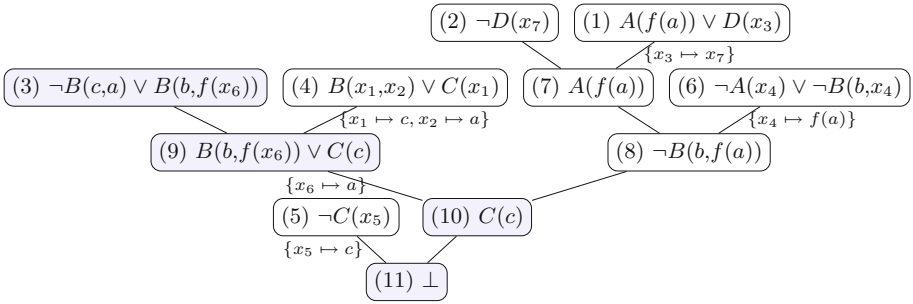 (2) ¬D(x₇) (1) A(f(a)) ∨ D(x₃)
{x₃ ↦ x₇}
(3) ¬B(c,a) ∨ B(b,f(x₆)) (4) B(x₁,x₂) ∨ C(x₁) (7) A(f(a)) (6) ¬A(x₄) ∨ ¬B(b,x₄)
{x₁ ↦ c, x₂ ↦ a} {x₄ ↦ f(a)}
(9) B(b,f(x₆)) ∨ C(c) (8) ¬B(b,f(a))
{x₆ ↦ a}
(5) ¬C(x₅) (10) C(c)
{x₅ ↦ c}
(11) ⊥